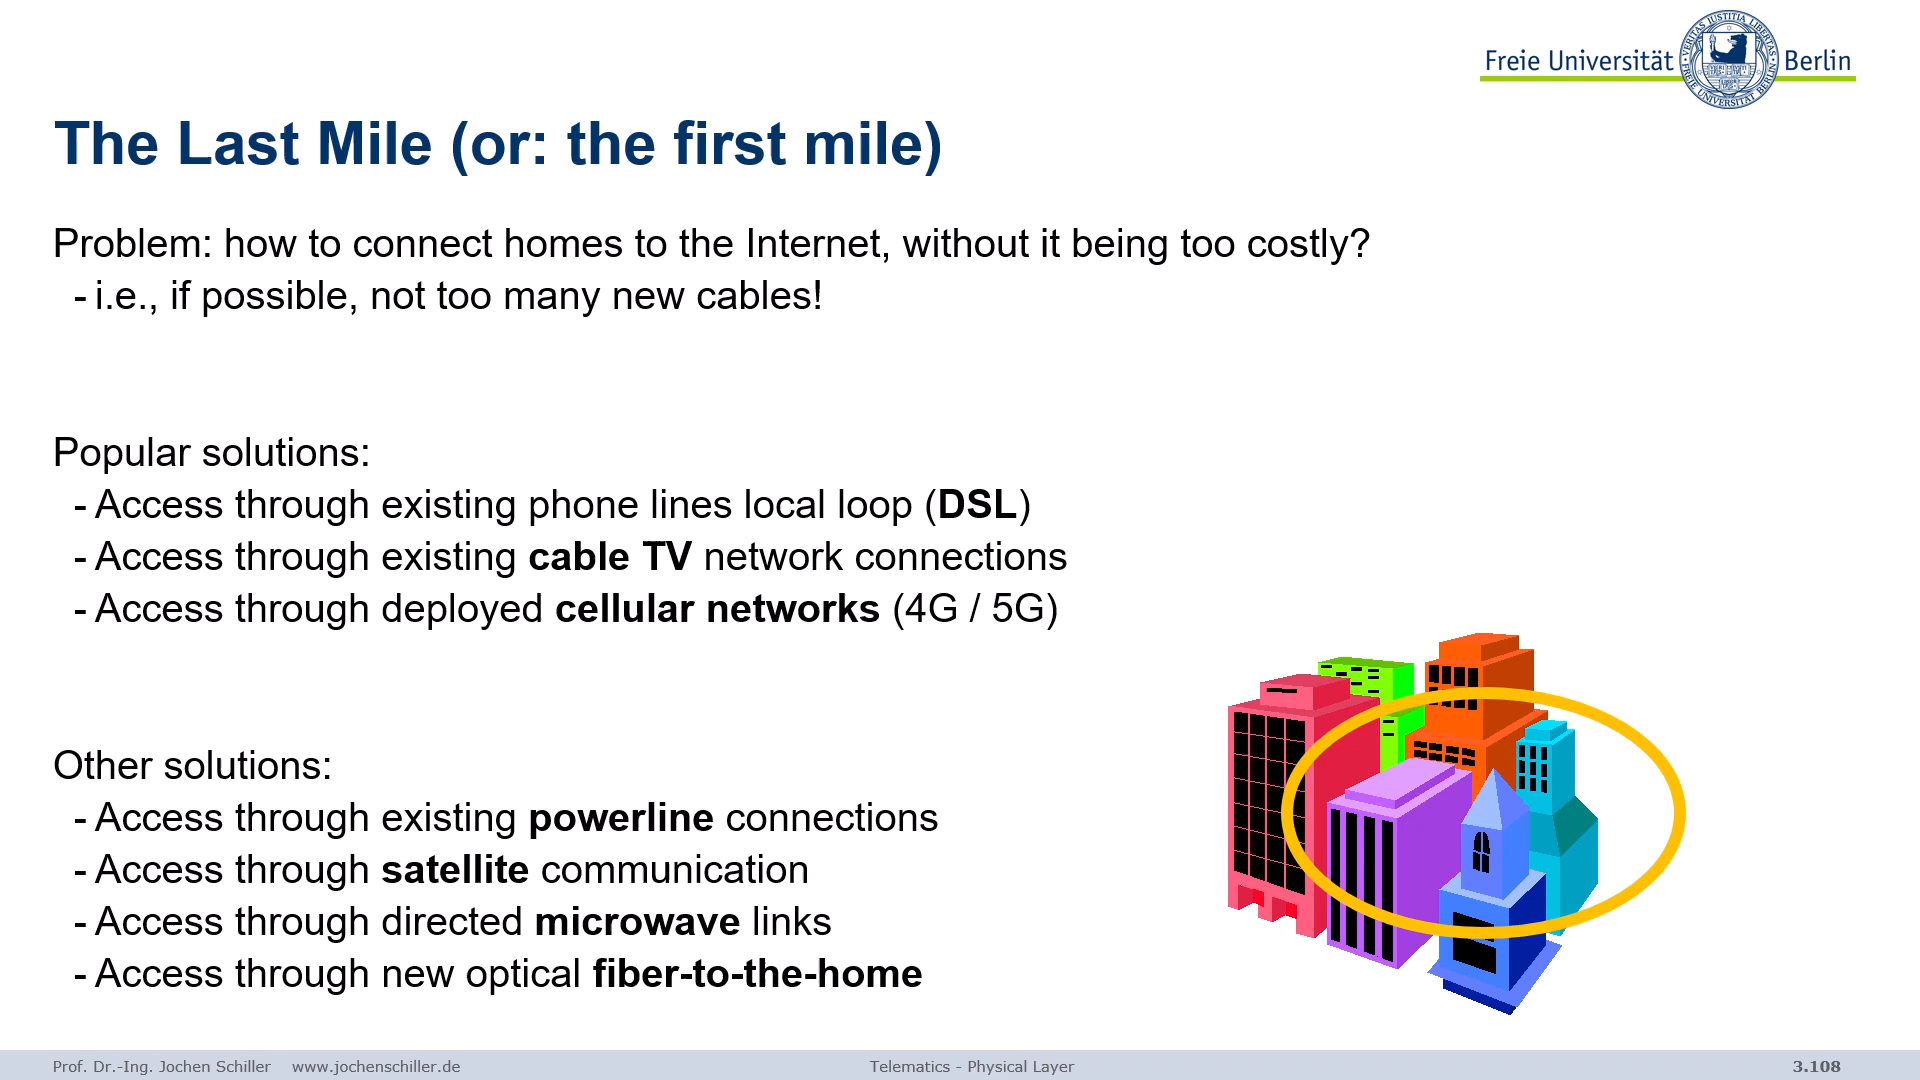 Freie Universität Berlin
The Last Mile (or: the first mile)
Problem: how to connect homes to the Internet, without it being too costly?
- i.e., if possible, not too many new cables!
Popular solutions:
- Access through existing phone lines local loop (DSL)
- Access through existing cable TV network connections
- Access through deployed cellular networks (4G / 5G)
Other solutions:
- Access through existing powerline connections
- Access through satellite communication
- Access through directed microwave links
- Access through new optical fiber-to-the-home
Prof. Dr.-Ing. Jochen Schiller www.jochenschiller.de Telematics - Physical Layer 3.108